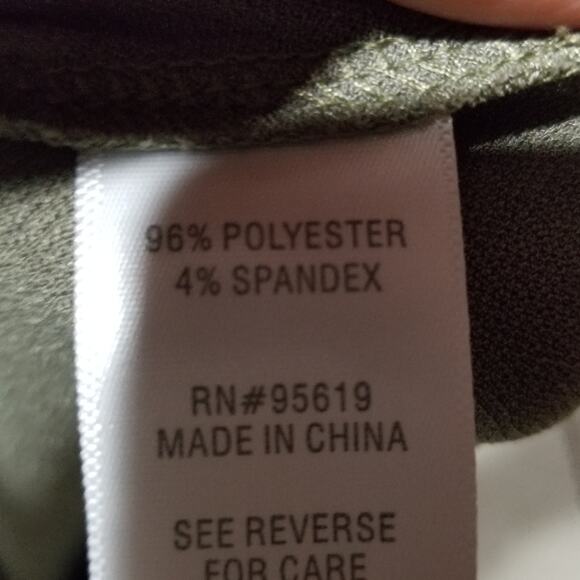 96% POLYESTER
4% SPANDEX
RN#95619
MADE IN CHINA
SEE REVERSE
FOR CARE